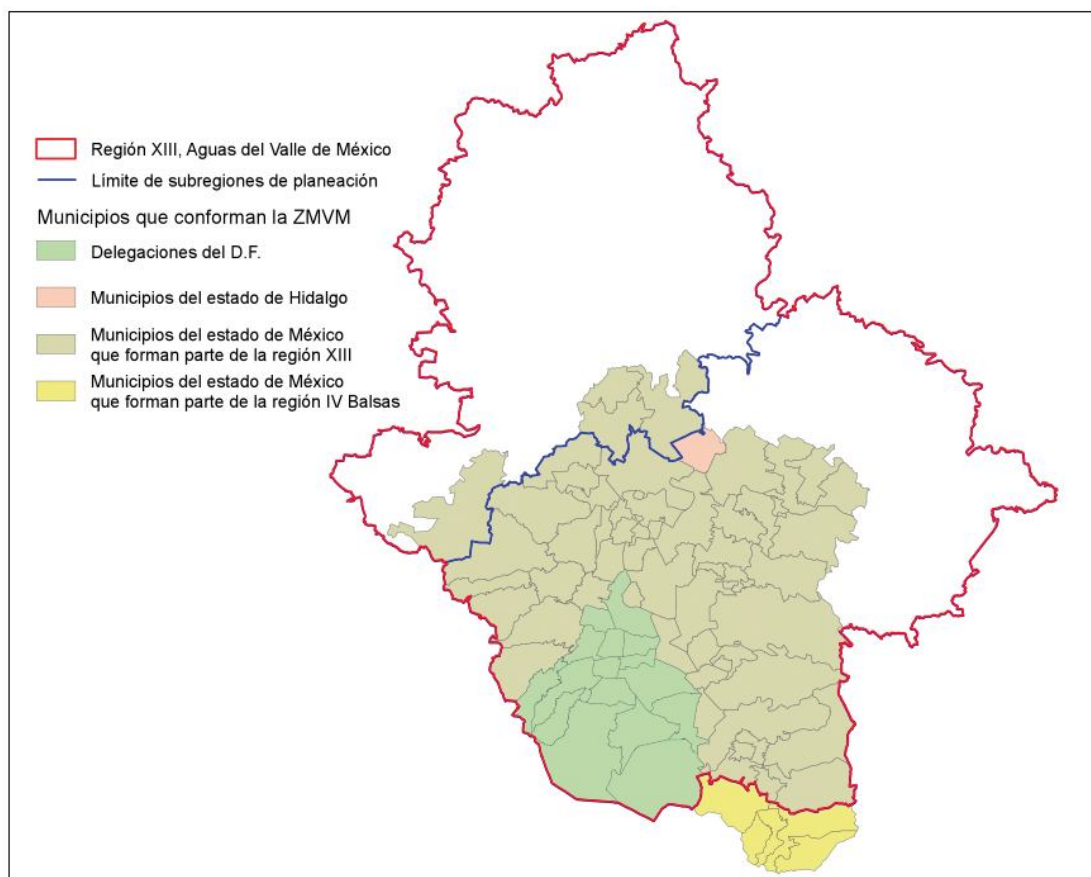 Región XIII, Aguas del Valle de México
Límite de subregiones de planeación
Municipios que conforman la ZMVM
Delegaciones del D.F.
Municipios del estado de Hidalgo
Municipios del estado de México
que forman parte de la región XIII
Municipios del estado de México
que forman parte de la región IV Balsas